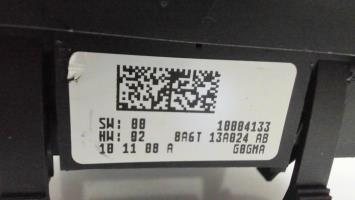 SW: 00 10004133
HW: 02 8A6T 13A024 AB
10 11 08 A G0GMA